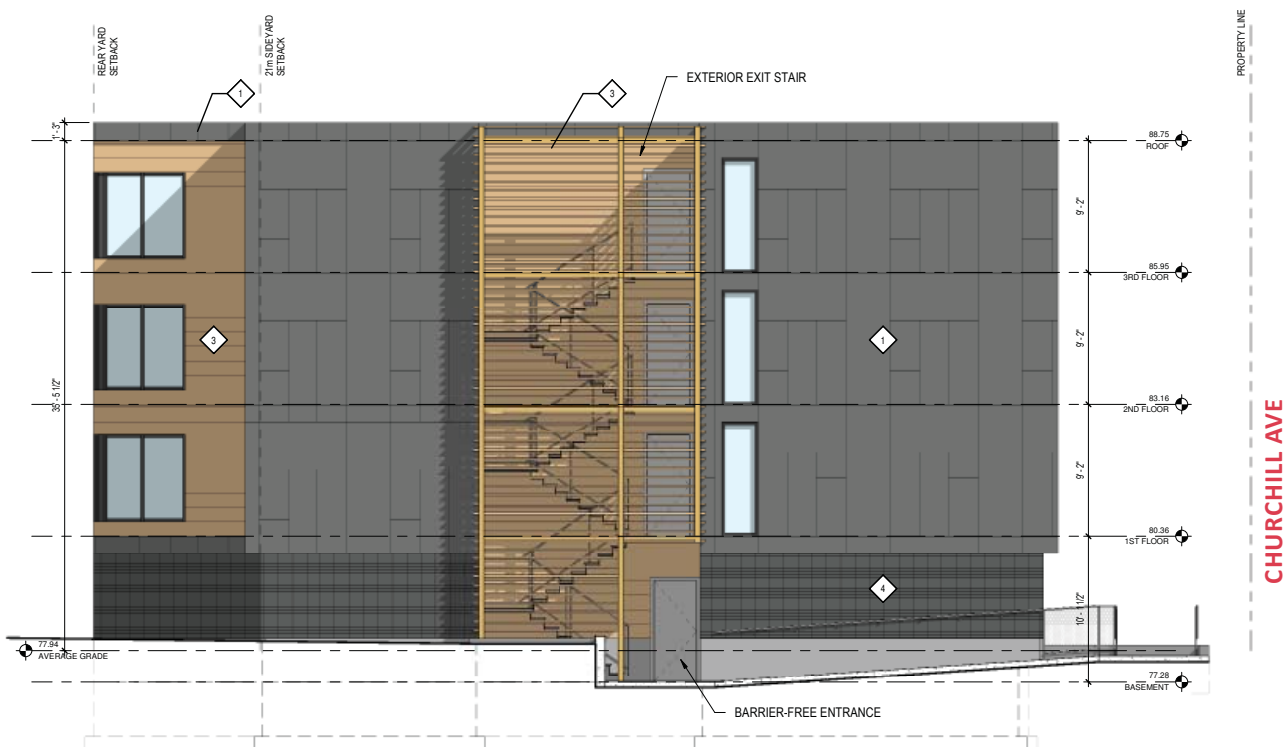 REAR YARD
SETBACK
21m SIDEYARD
SETBACK
PROPERTY LINE
1
3
EXTERIOR EXIT STAIR
1' - 3"
88.75
ROOF
9' - 2"
85.95
3RD FLOOR
3
1
9' - 2"
35' - 5 1/2"
83.16
2ND FLOOR
9' - 2"
CHURCHILL AVE
80.36
1ST FLOOR
4
10' - 1 1/2"
77.94
AVERAGE GRADE
77.28
BASEMENT
BARRIER-FREE ENTRANCE